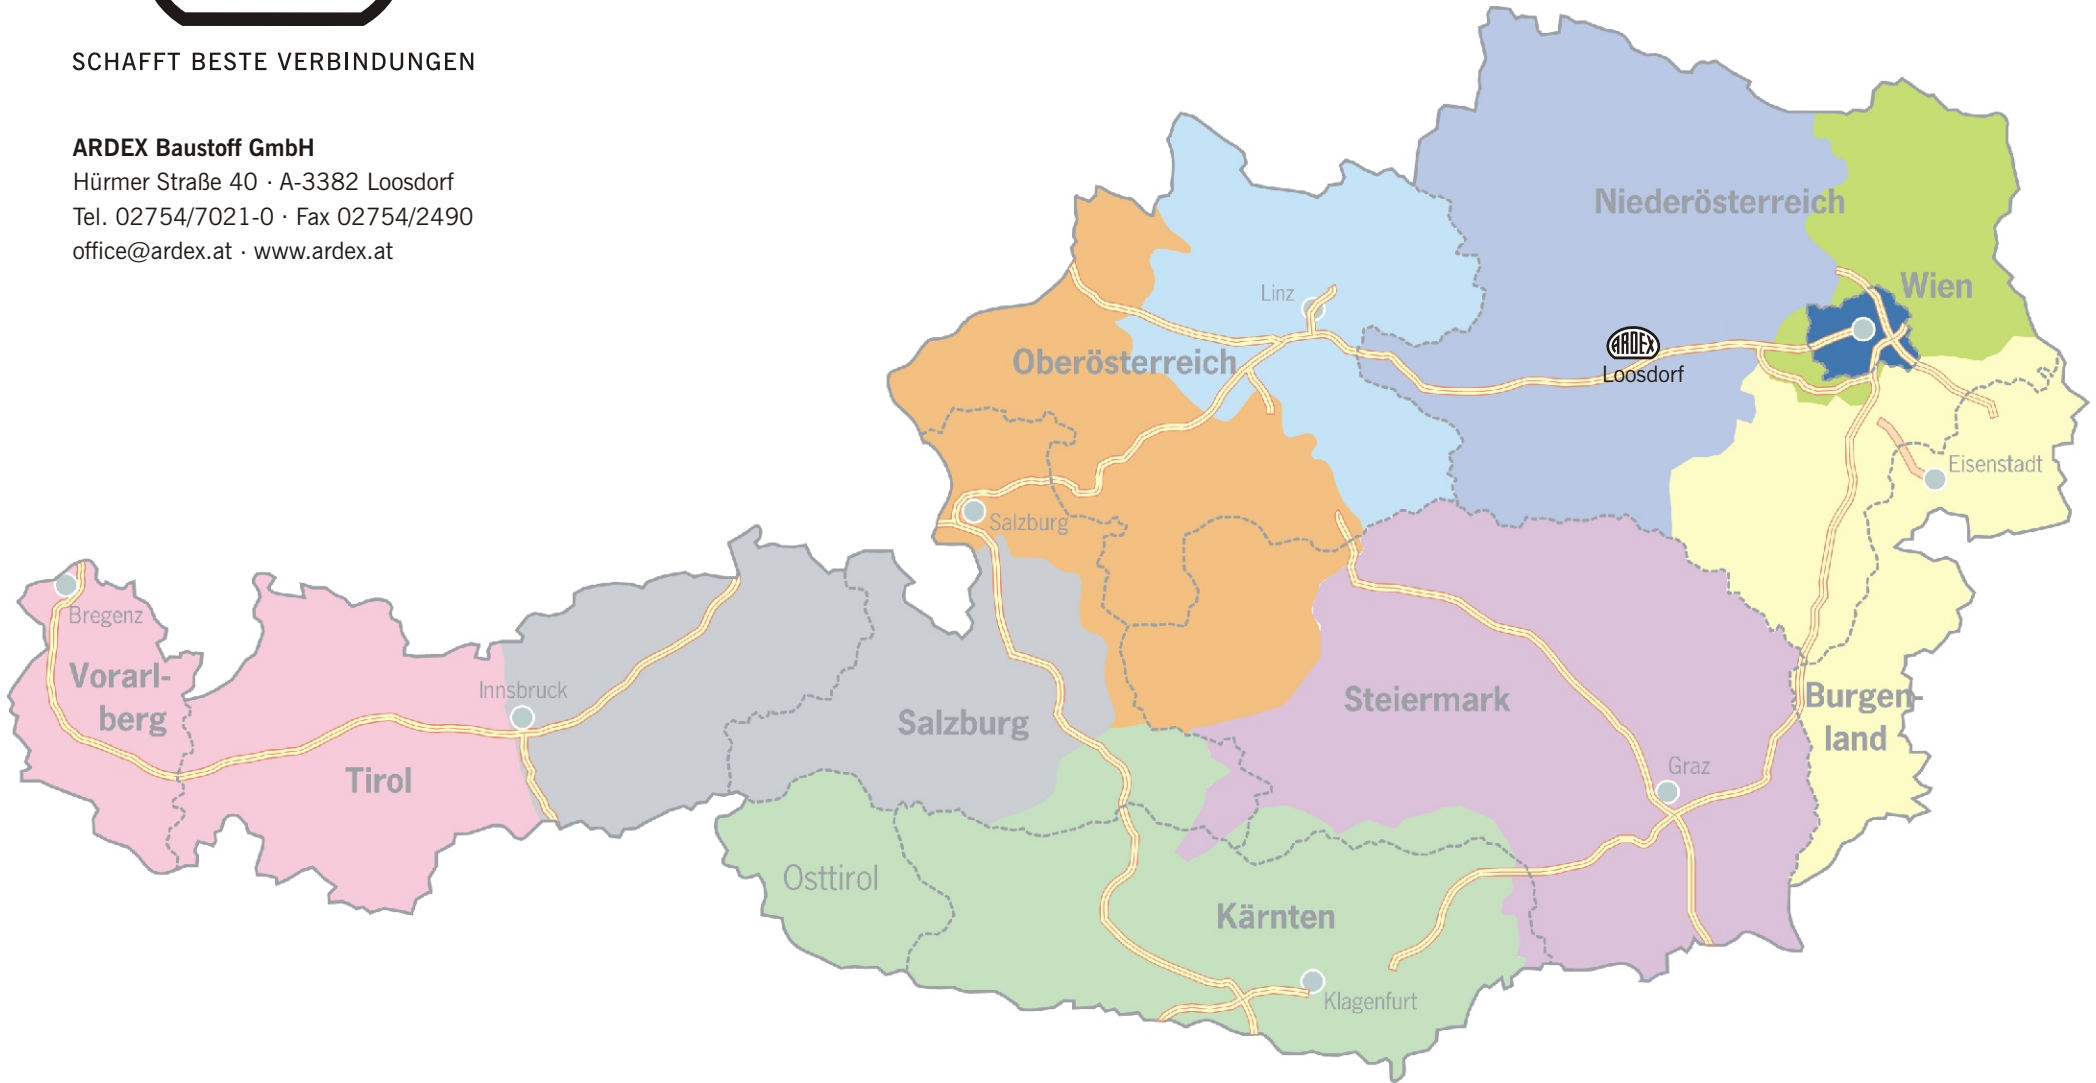 SCHAFFT BESTE VERBINDUNGEN
ARDEX Baustoff GmbH
Hürmer Straße 40 · A-3382 Loosdorf
Tel. 02754/7021-0 · Fax 02754/2490
office@ardex.at · www.ardex.at
Niederösterreich
Wien
Linz
Oberösterreich
ARDEX
Loosdorf
Eisenstadt
Salzburg
Bregenz
Vorarl-
berg
Innsbruck
Tirol
Salzburg
Steiermark
Burgen-
land
Graz
Osttirol
Kärnten
Klagenfurt